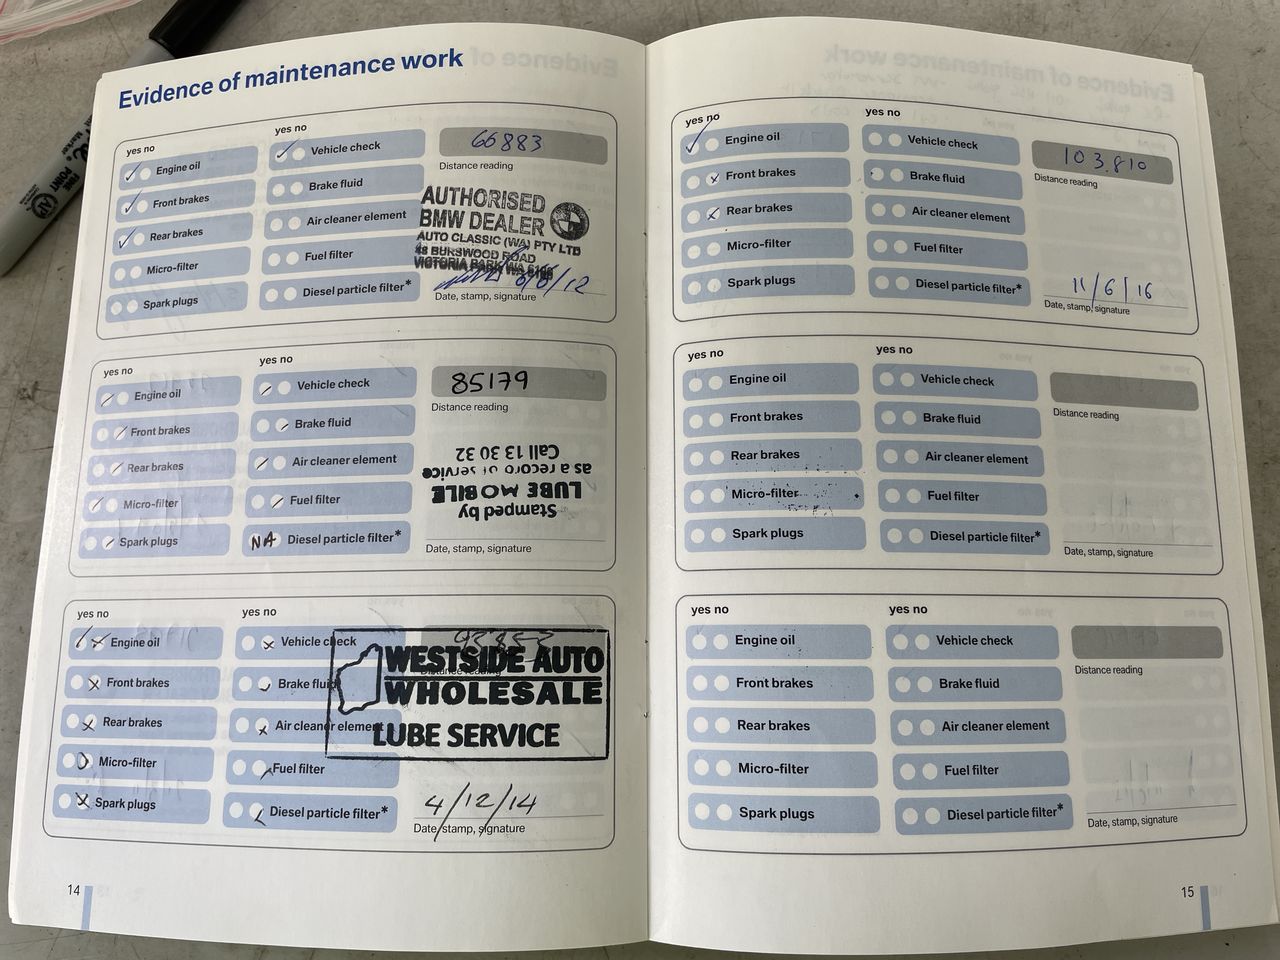 Evidence of maintenance work
yes no
yes no
Engine oil
Vehicle check
66883
Distance reading
Front brakes
Brake fluid
Rear brakes
Air cleaner element
Micro-filter
Fuel filter
Spark plugs
Diesel particle filter*
AUTHORISED
BMW DEALER
AUTO CLASSIC (WA) PTY LTD
48 BURSWOOD ROAD
VICTORIA PARK WA 6100
/12
Date, stamp, signature
yes no
yes no
Engine oil
Vehicle check
85179
Distance reading
Front brakes
Brake fluid
Rear brakes
Air cleaner element
Micro-filter
Fuel filter
Spark plugs
NA Diesel particle filter*
Stamped by
LUBE MOBILE
as a record of service
Call 13 30 32
Date, stamp, signature
yes no
yes no
Engine oil
Vehicle check
Distance reading
Front brakes
Brake fluid
Rear brakes
Air cleaner element
Micro-filter
Fuel filter
Spark plugs
Diesel particle filter*
WESTSIDE AUTO
WHOLESALE
LUBE SERVICE
4/12/14
Date, stamp, signature
14
yes no
yes no
Engine oil
Vehicle check
103.810
Distance reading
Front brakes
Brake fluid
Rear brakes
Air cleaner element
Micro-filter
Fuel filter
Spark plugs
Diesel particle filter*
11/6/16
Date, stamp, signature
yes no
yes no
Engine oil
Vehicle check
Distance reading
Front brakes
Brake fluid
Rear brakes
Air cleaner element
Micro-filter
Fuel filter
Spark plugs
Diesel particle filter*
Date, stamp, signature
yes no
yes no
Engine oil
Vehicle check
Distance reading
Front brakes
Brake fluid
Rear brakes
Air cleaner element
Micro-filter
Fuel filter
Spark plugs
Diesel particle filter*
Date, stamp, signature
15
FINE
POINT